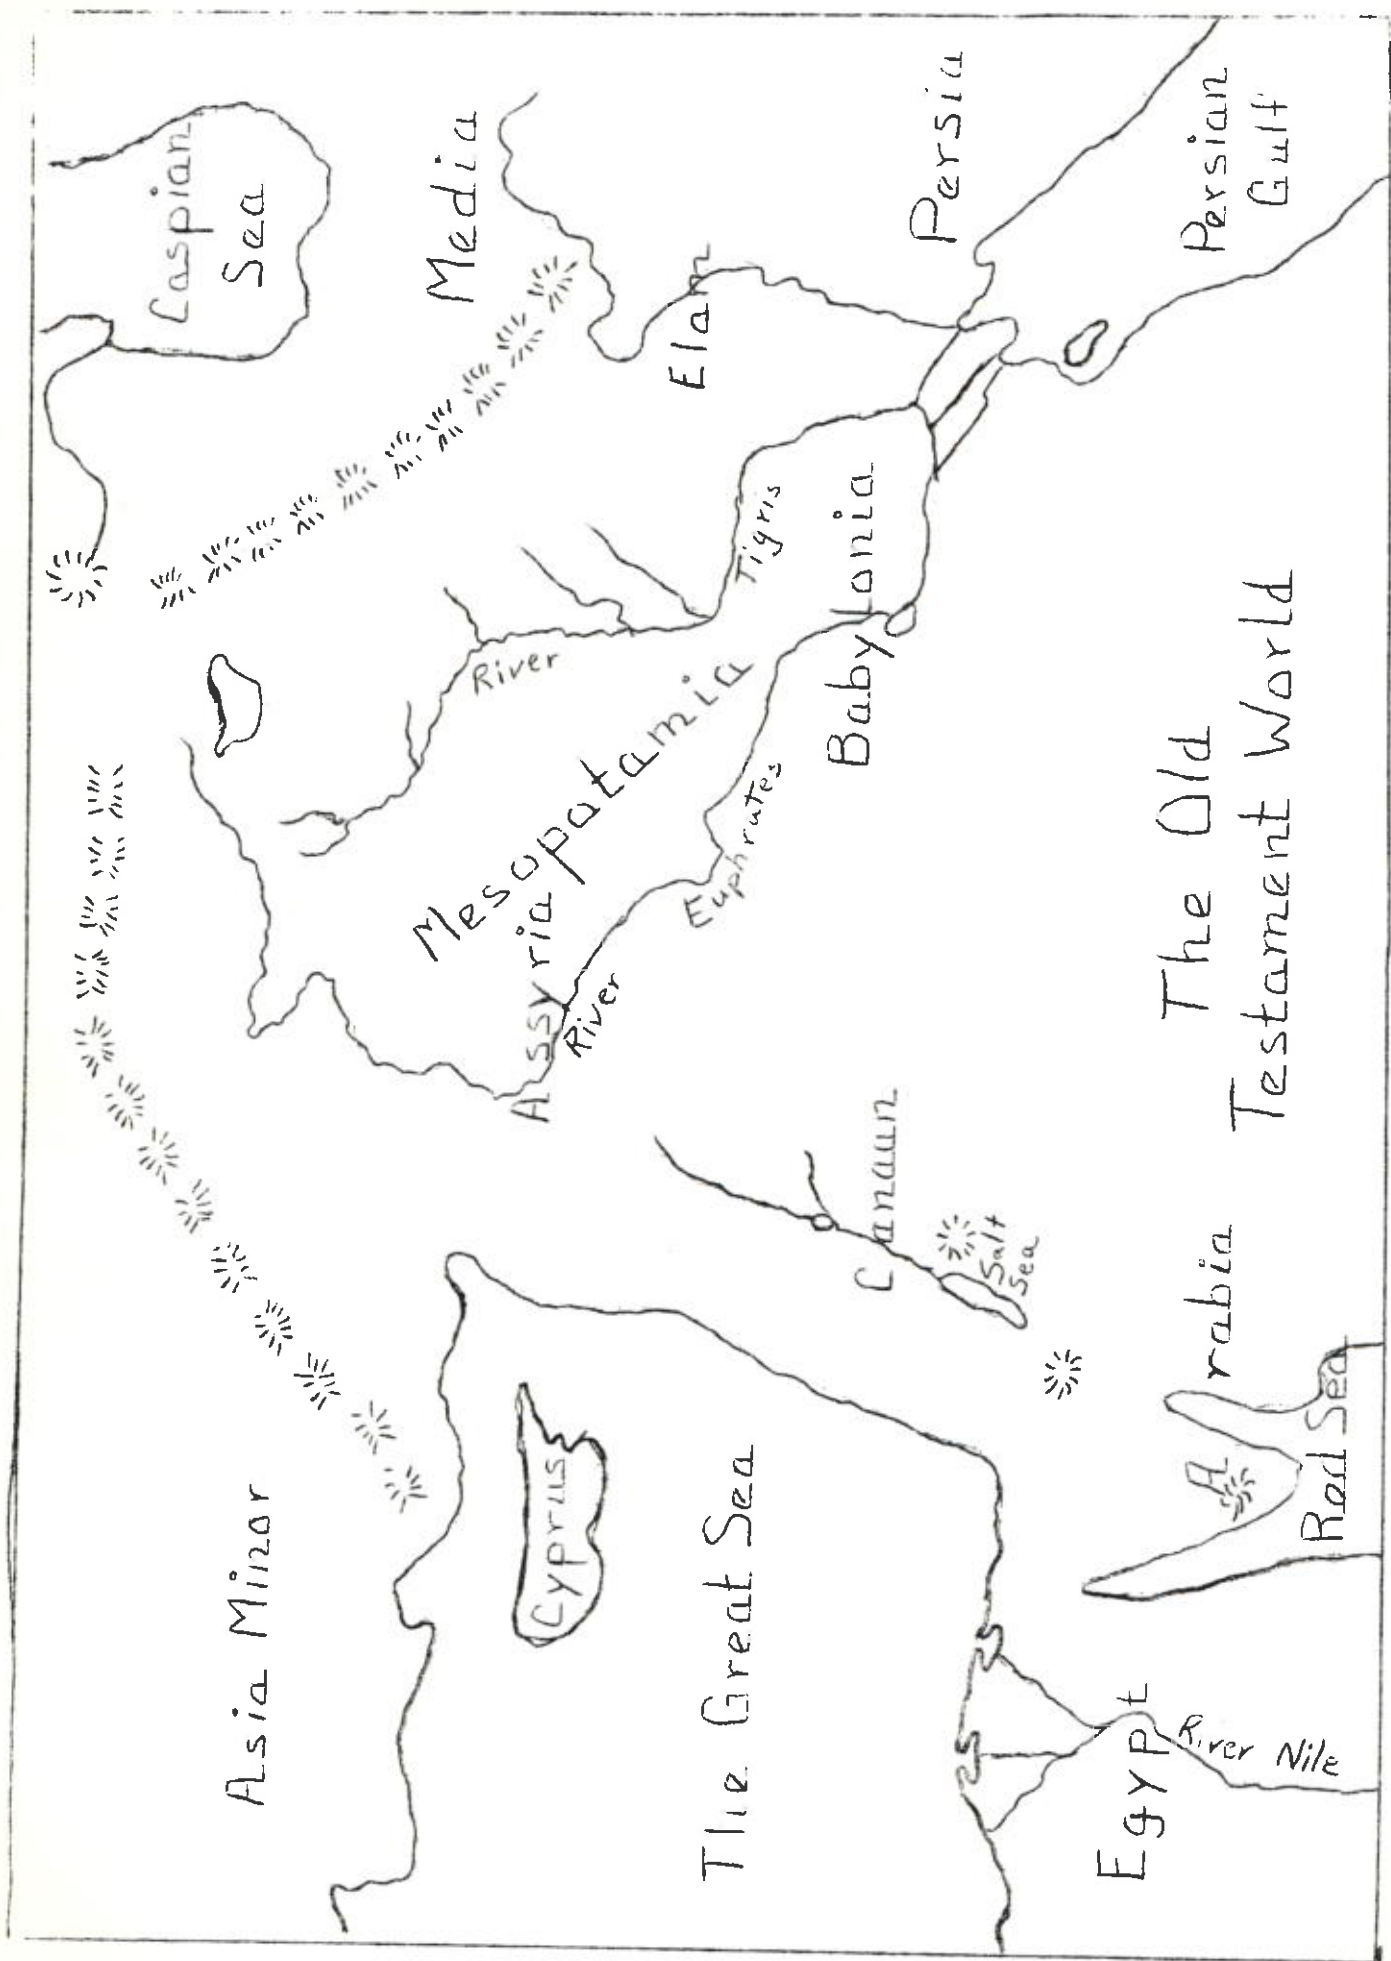 Caspian
Sea
Asia Minor
Media
River
Mesopotamia
Assyria
River
Cyprus
Elam
Tigris
Euphrates
The Great Sea
Babylonia
Canaan
Persia
Salt
Sea
Persian
Gulf
Egypt
River Nile
Arabia
Red Sea
The Old
Testament World